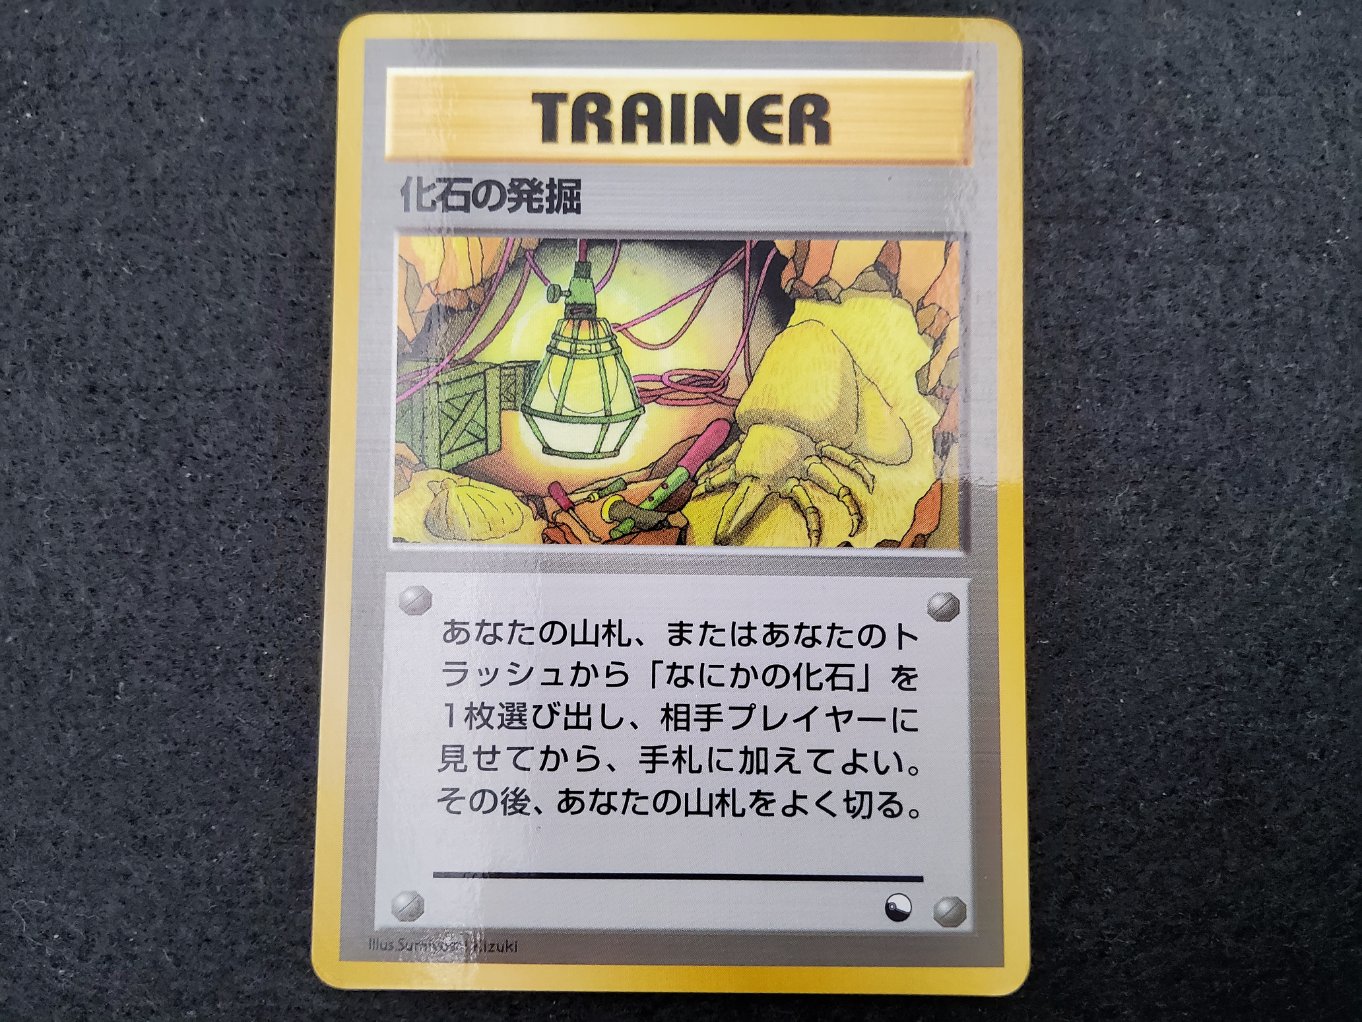 TRAINER
化石の発掘
あなたの山札、またはあなたのト
ラッシュから「なにかの化石」を
1枚選び出し、相手プレイヤーに
見せてから、手札に加えてよい。
その後、あなたの山札をよく切る。
Illus. Sumiyoshi Kizuki